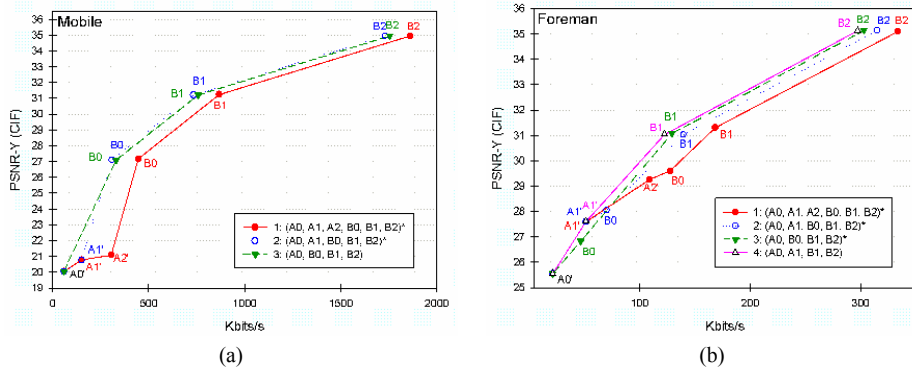 Mobile
PSNR-Y (CIF)
36
35
34
33
32
31
30
29
28
27
26
25
24
23
22
21
20
19
0
500
1000
1500
2000
Kbits/s
B2
B2
B2
B1
B1
B1
B0
B0
B0
A1'
A1'
A2'
A0'
1: (A0, A1, A2, B0, B1, B2)^
2: (A0, A1, B0, B1, B2)^
3: (A0, B0, B1, B2)
(a)
Foreman
PSNR-Y (CIF)
36
35
34
33
32
31
30
29
28
27
26
25
0
100
200
300
Kbits/s
B2
B2
B2
B2
B1
B1
B1
B1
A2'
B0
A1'
A1'
A1'
B0
B0
A0'
1: (A0, A1, A2, B0, B1, B2)*
2: (A0, A1, B0, B1, B2)*
3: (A0, B0, B1, B2)*
4: (A0, A1, B1, B2)
(b)